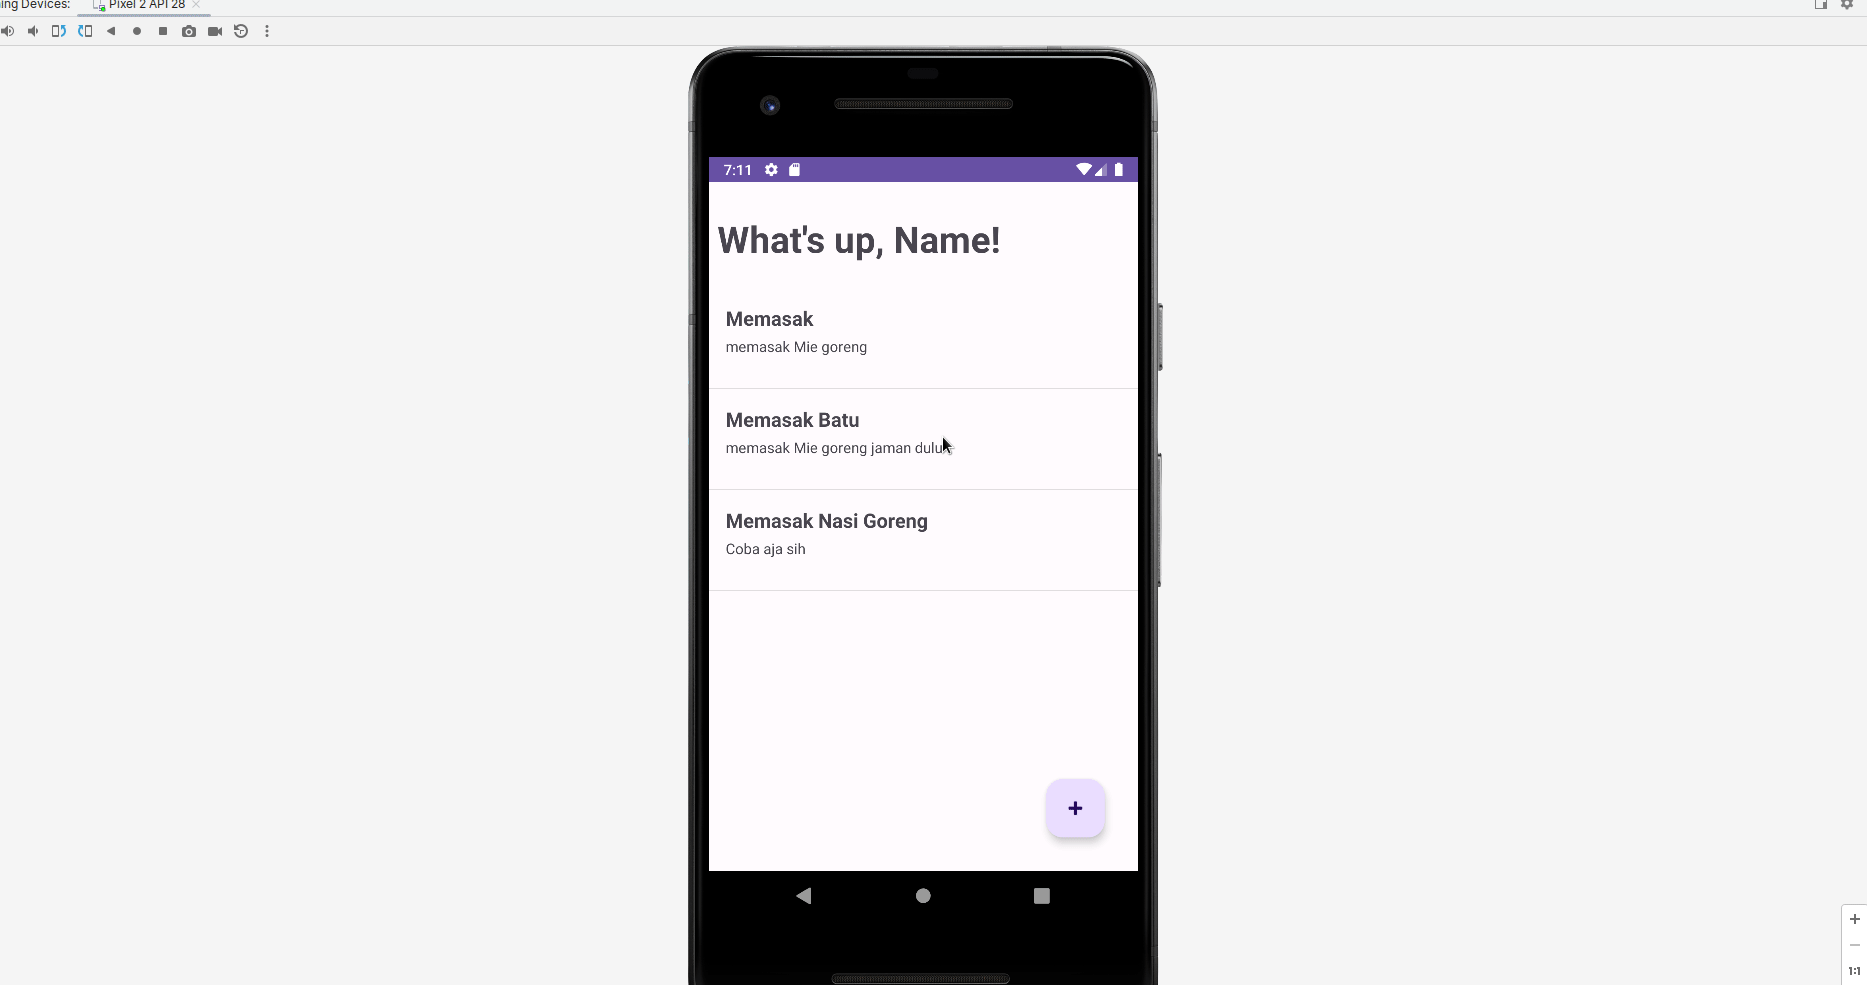 ning Devices:
Pixel 2 API 28
7:11
What's up, Name!
Memasak
memasak Mie goreng
Memasak Batu
memasak Mie goreng jaman dulu
Memasak Nasi Goreng
Coba aja sih
+
1:1